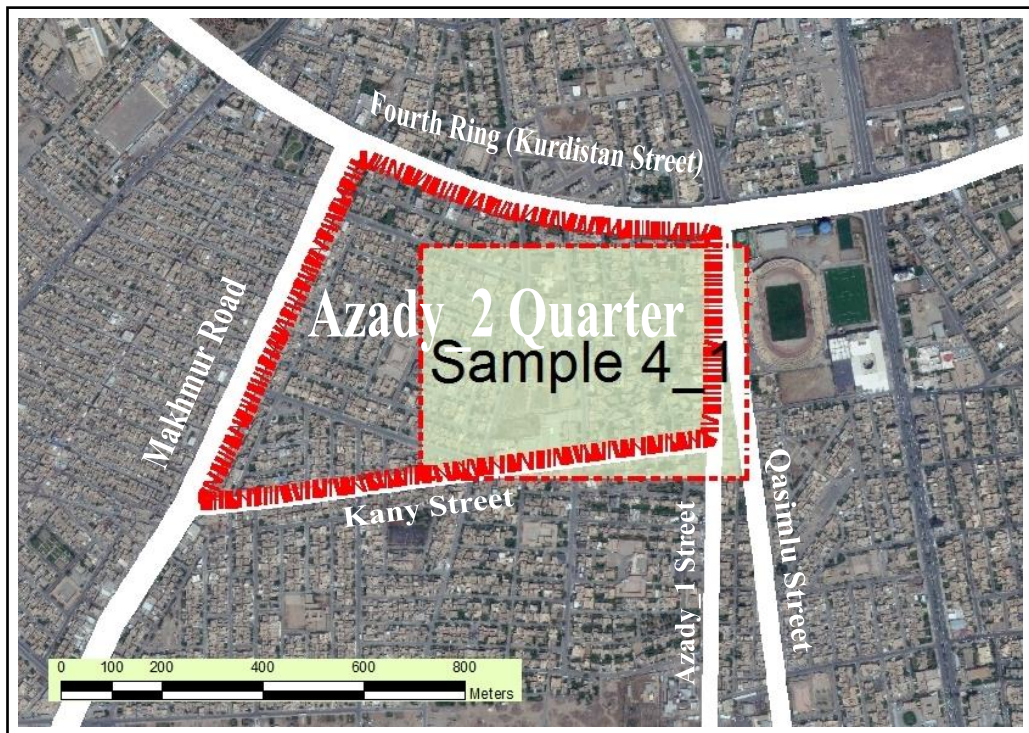 Fourth Ring (Kurdistan Street)
Azady_2 Quarter
Sample 4_1
Makhmur Road
Kany Street
Azady_1 Street
Qasimlu Street
0 100 200 400 600 800
Meters